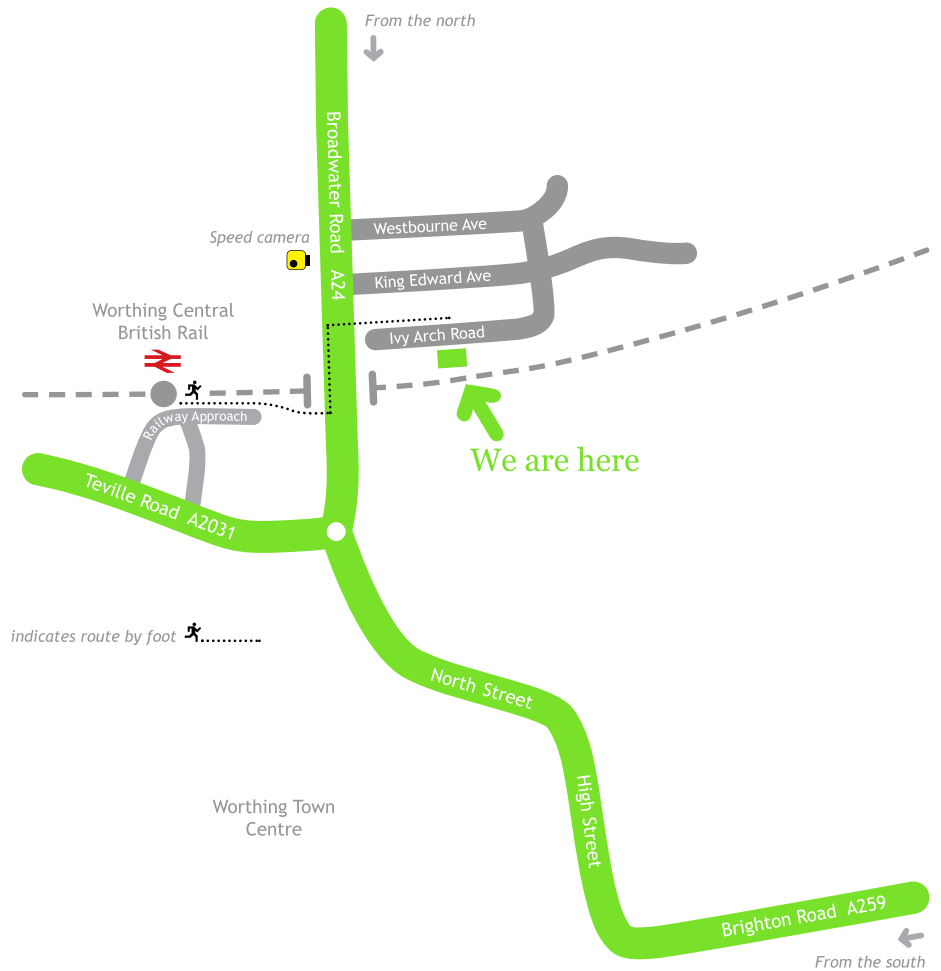 From the north
Broadwater Road A24
Westbourne Ave
Speed camera
King Edward Ave
Worthing Central
British Rail
Ivy Arch Road
Railway Approach
We are here
Teville Road A2031
indicates route by foot
North Street
High Street
Worthing Town
Centre
Brighton Road A259
From the south